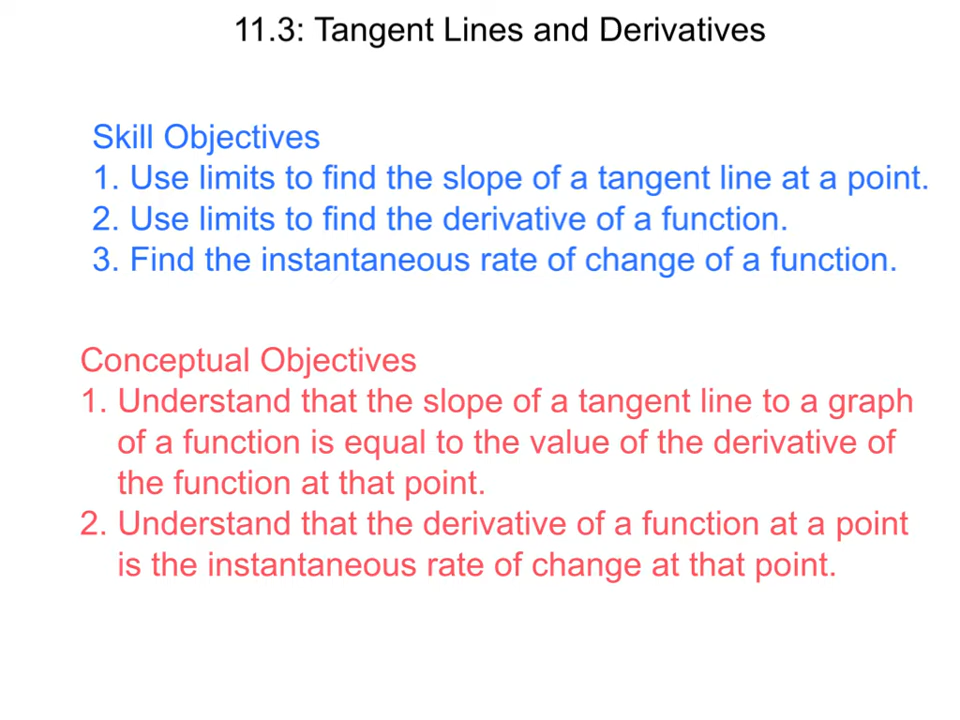 11.3: Tangent Lines and Derivatives
Skill Objectives
1. Use limits to find the slope of a tangent line at a point.
2. Use limits to find the derivative of a function.
3. Find the instantaneous rate of change of a function.
Conceptual Objectives
1. Understand that the slope of a tangent line to a graph
of a function is equal to the value of the derivative of
the function at that point.
2. Understand that the derivative of a function at a point
is the instantaneous rate of change at that point.